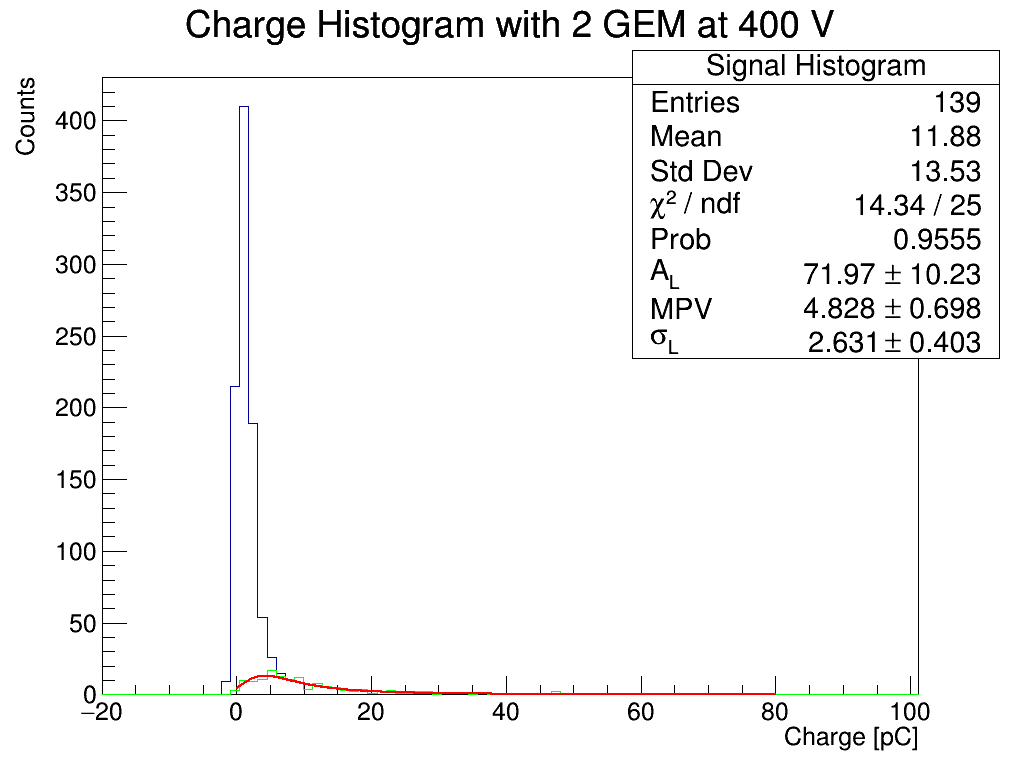 Charge Histogram with 2 GEM at 400 V
Signal Histogram
Entries 139
Mean 11.88
Std Dev 13.53
χ² / ndf 14.34 / 25
Prob 0.9555
A_L 71.97 ± 10.23
MPV 4.828 ± 0.698
σ_L 2.631 ± 0.403
Counts
400
350
300
250
200
150
100
50
0
−20 0 20 40 60 80 100
Charge [pC]